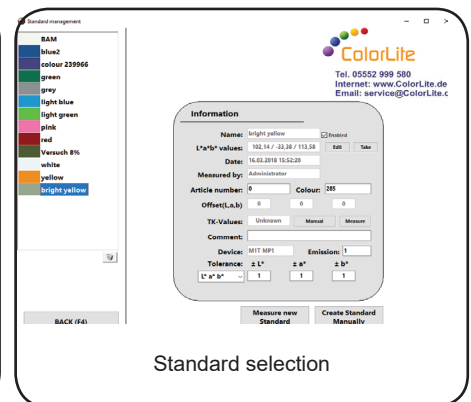 Standard management
BAM
blue2
colour 239966
green
grey
light blue
light green
pink
red
Versuch 8%
white
yellow
bright yellow
BACK (F4)
ColorLite
Tel. 05552 999 580
Internet: www.ColorLite.de
Email: service@ColorLite.c
Information
Name: bright yellow Enabled
L*a*b* values: 102,14 / -33,38 / 113,58 Edit Take
Date: 16.03.2018 15:52:20
Measured by: Administrator
Article number: 0 Colour: 285
Offset(L,a,b) 0 0 0
TK-Values: Unknown Manual Measure
Comment:
Device: M1T MP1 Emission: 1
Tolerance: ± L* ± a* ± b*
L* a* b* 1 1 1
Measure new Standard
Create Standard Manually
Standard selection